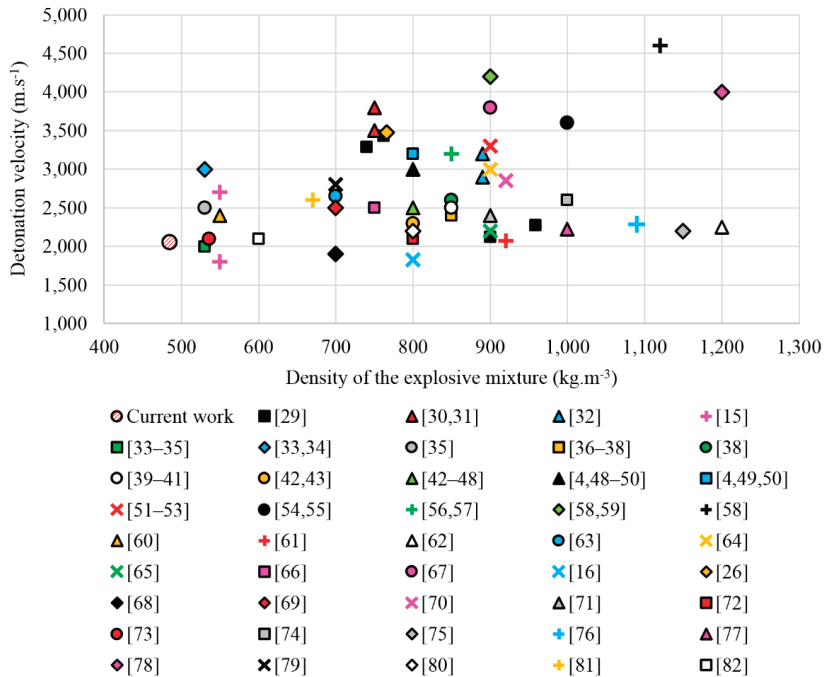 5,000
4,500
4,000
3,500
3,000
2,500
2,000
1,500
1,000
Detonation velocity (m.s-1)
400 500 600 700 800 900 1,000 1,100 1,200 1,300
Density of the explosive mixture (kg.m-3)
Current work [29] [30,31] [32] [15]
[33–35] [33,34] [35] [36–38] [38]
[39–41] [42,43] [42–48] [4,48–50] [4,49,50]
[51–53] [54,55] [56,57] [58,59] [58]
[60] [61] [62] [63] [64]
[65] [66] [67] [16] [26]
[68] [69] [70] [71] [72]
[73] [74] [75] [76] [77]
[78] [79] [80] [81] [82]